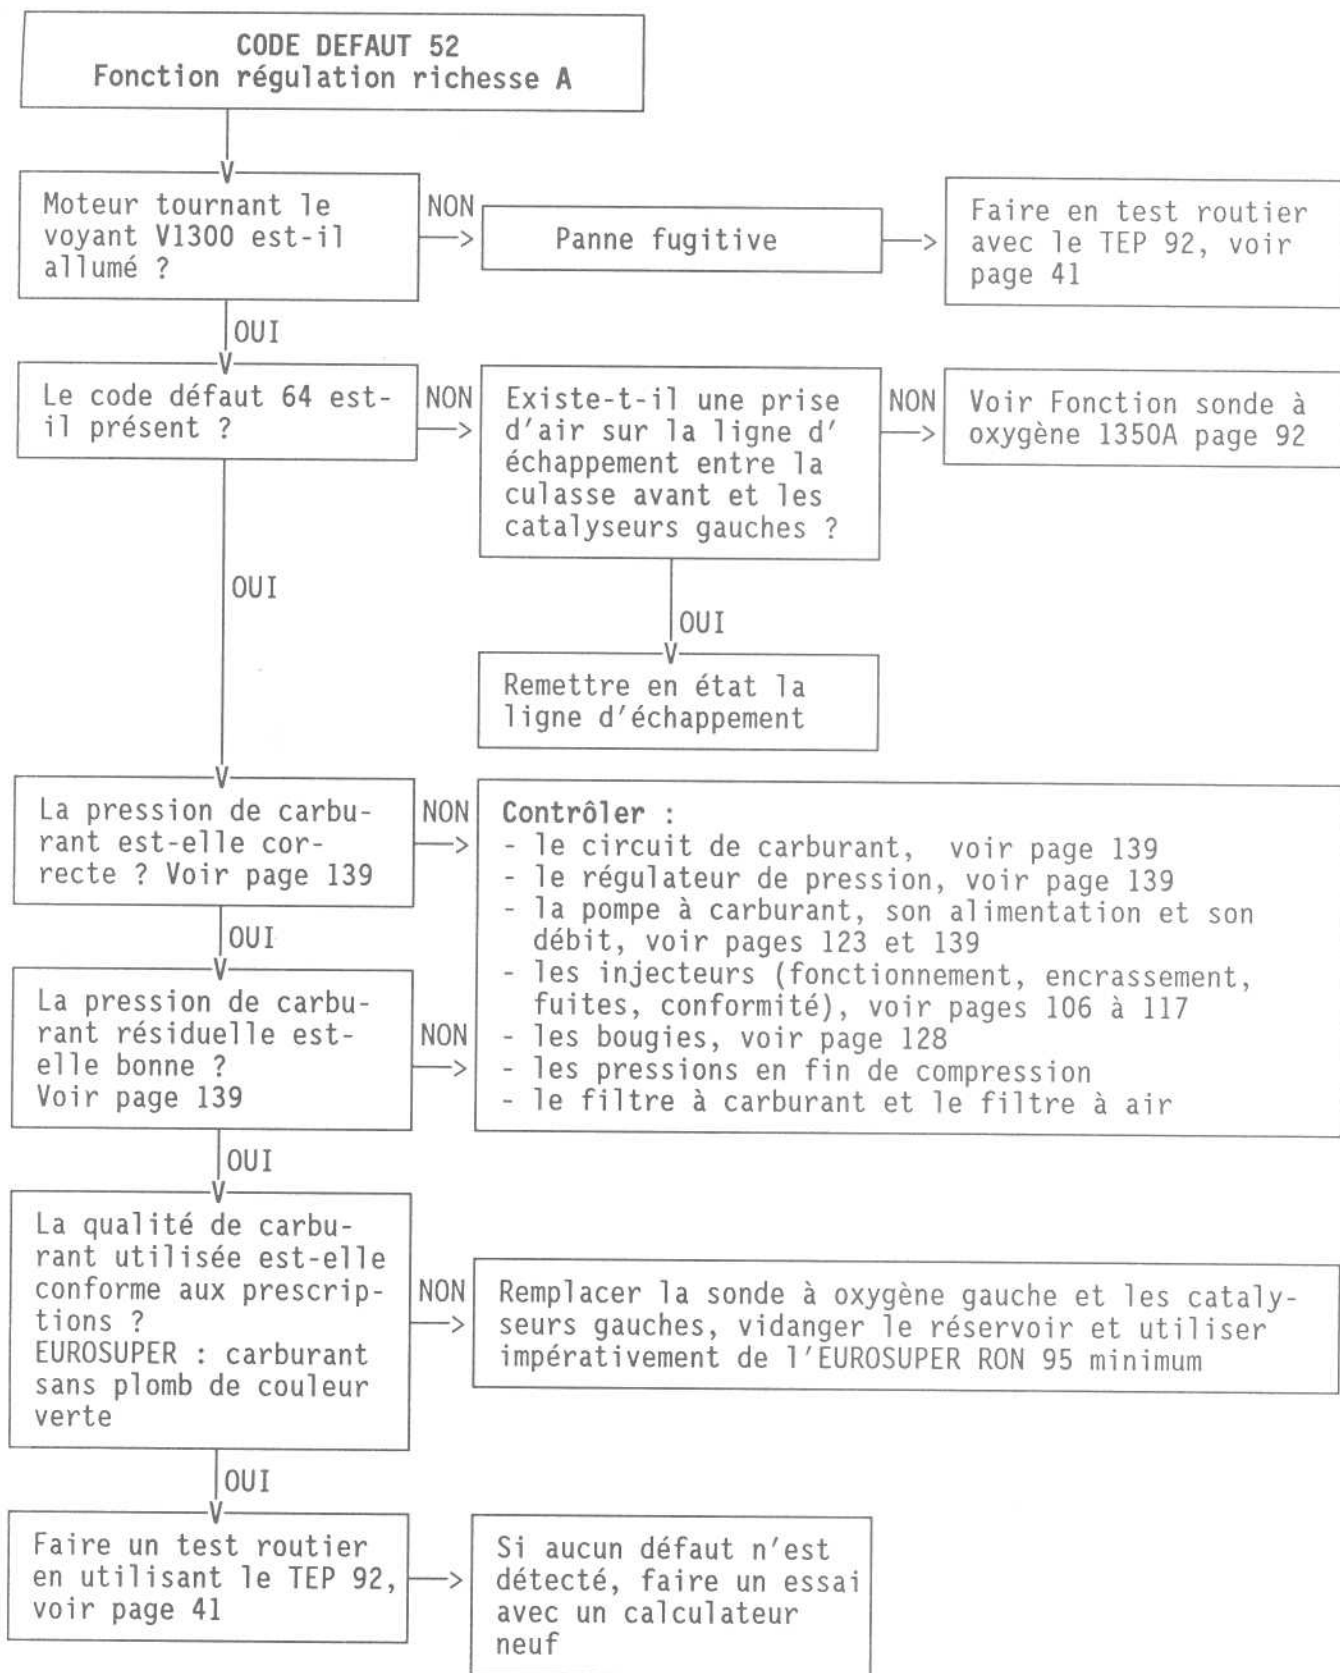 CODE DEFAUT 52
Fonction régulation richesse A
Moteur tournant le
voyant V1300 est-il
allumé ?
NON
Panne fugitive
Faire en test routier
avec le TEP 92, voir
page 41
OUI
Le code défaut 64 est-
il présent ?
NON
Existe-t-il une prise
d'air sur la ligne d'
échappement entre la
culasse avant et les
catalyseurs gauches ?
NON
Voir Fonction sonde à
oxygène 1350A page 92
OUI
OUI
Remettre en état la
ligne d'échappement
La pression de carbu-
rant est-elle cor-
recte ? Voir page 139
NON
Contrôler :
- le circuit de carburant, voir page 139
- le régulateur de pression, voir page 139
- la pompe à carburant, son alimentation et son
débit, voir pages 123 et 139
- les injecteurs (fonctionnement, encrassement,
fuites, conformité), voir pages 106 à 117
- les bougies, voir page 128
- les pressions en fin de compression
- le filtre à carburant et le filtre à air
OUI
La pression de carbu-
rant résiduelle est-
elle bonne ?
Voir page 139
NON
OUI
La qualité de carbu-
rant utilisée est-elle
conforme aux prescrip-
tions ?
EUROSUPER : carburant
sans plomb de couleur
verte
NON
Remplacer la sonde à oxygène gauche et les cataly-
seurs gauches, vidanger le réservoir et utiliser
impérativement de l'EUROSUPER RON 95 minimum
OUI
Faire un test routier
en utilisant le TEP 92,
voir page 41
Si aucun défaut n'est
détecté, faire un essai
avec un calculateur
neuf